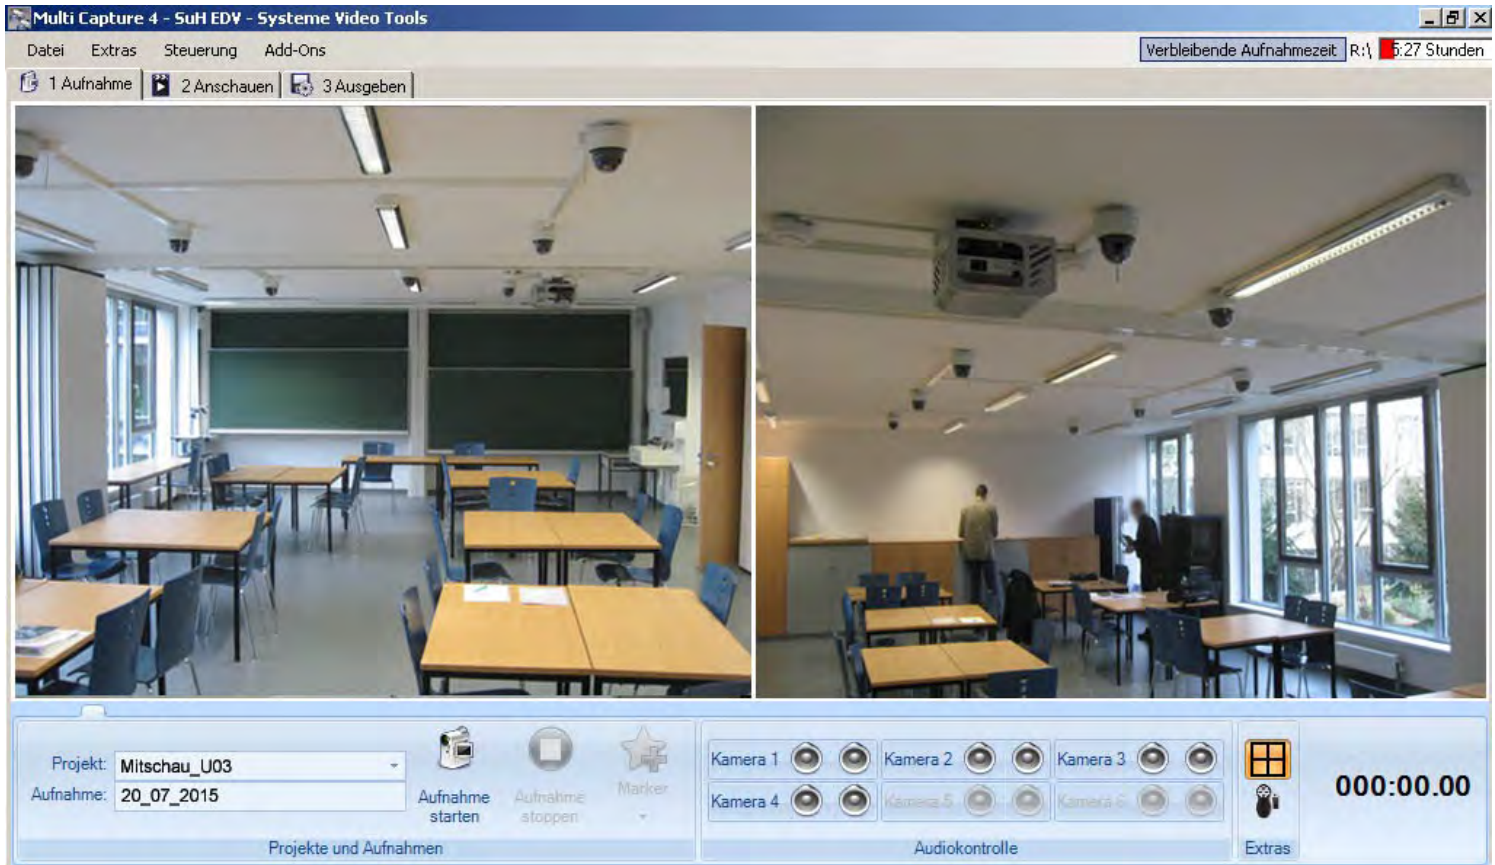 Multi Capture 4 - SuH EDV - Systeme Video Tools
Datei Extras Steuerung Add-Ons
Verbleibende Aufnahmezeit R:\ 5:27 Stunden
1 Aufnahme 2 Anschauen 3 Ausgeben
Projekt: Mitschau_U03
Aufnahme: 20_07_2015
Aufnahme starten
Aufnahme stoppen
Marker
Projekte und Aufnahmen
Kamera 1 Kamera 2 Kamera 3
Kamera 4 Kamera 5 Kamera 6
Audiokontrolle
Extras
000:00.00